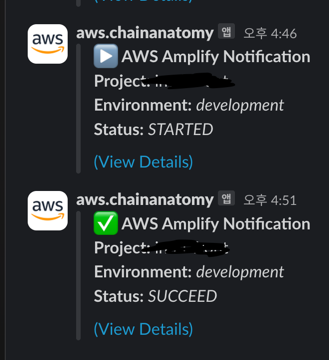 aws
aws.chainanatomy 앱 오후 4:46
AWS Amplify Notification
Project:
Environment: development
Status: STARTED
(View Details)
aws
aws.chainanatomy 앱 오후 4:51
AWS Amplify Notification
Project:
Environment: development
Status: SUCCEED
(View Details)